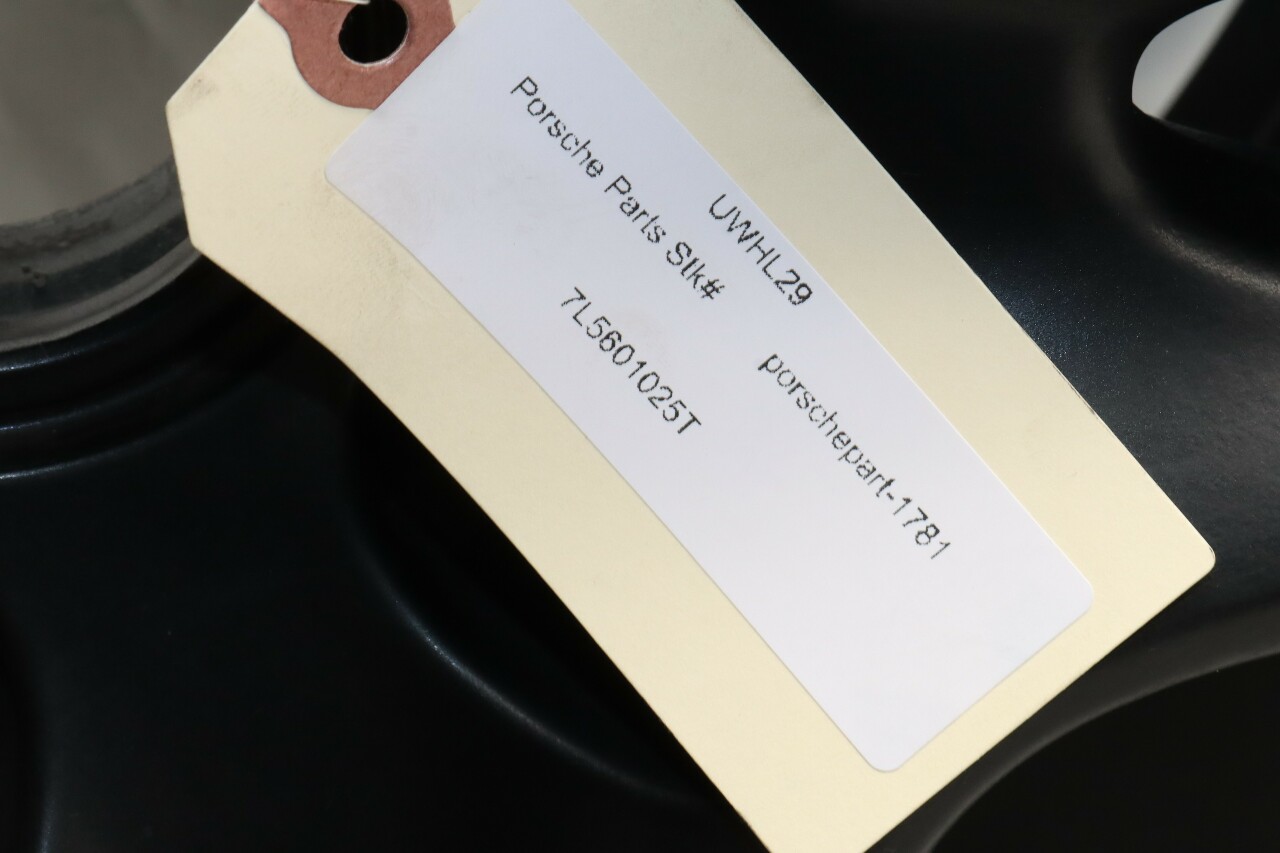 UWHL29
Porsche Parts Stk#
porschepart-1781
7L5601025T